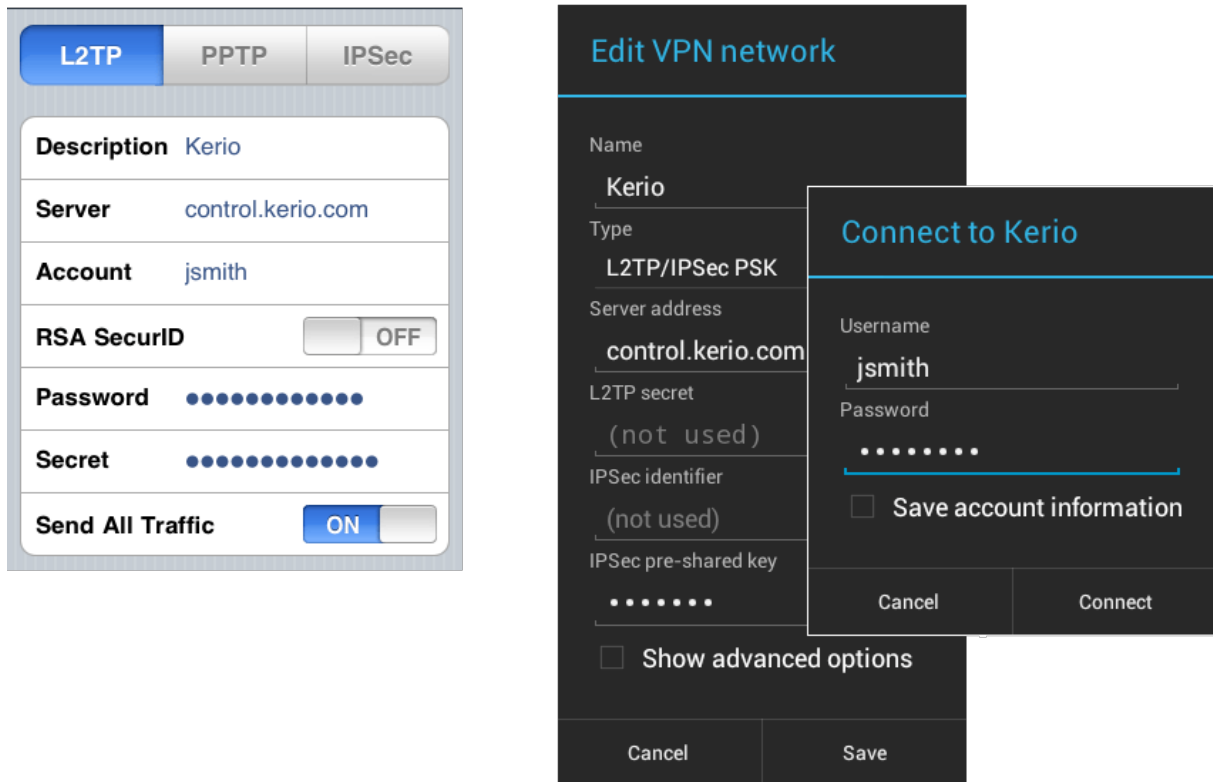 L2TP PPTP IPSec
Description Kerio
Server control.kerio.com
Account jsmith
RSA SecurID OFF
Password ●●●●●●●●●●●●
Secret ●●●●●●●●●●●●●
Send All Traffic ON
Edit VPN network
Name
Kerio
Type
L2TP/IPSec PSK
Server address
control.kerio.com
L2TP secret
(not used)
IPSec identifier
(not used)
IPSec pre-shared key
•••••••
Show advanced options
Cancel Save
Connect to Kerio
Username
jsmith
Password
••••••••
Save account information
Cancel Connect